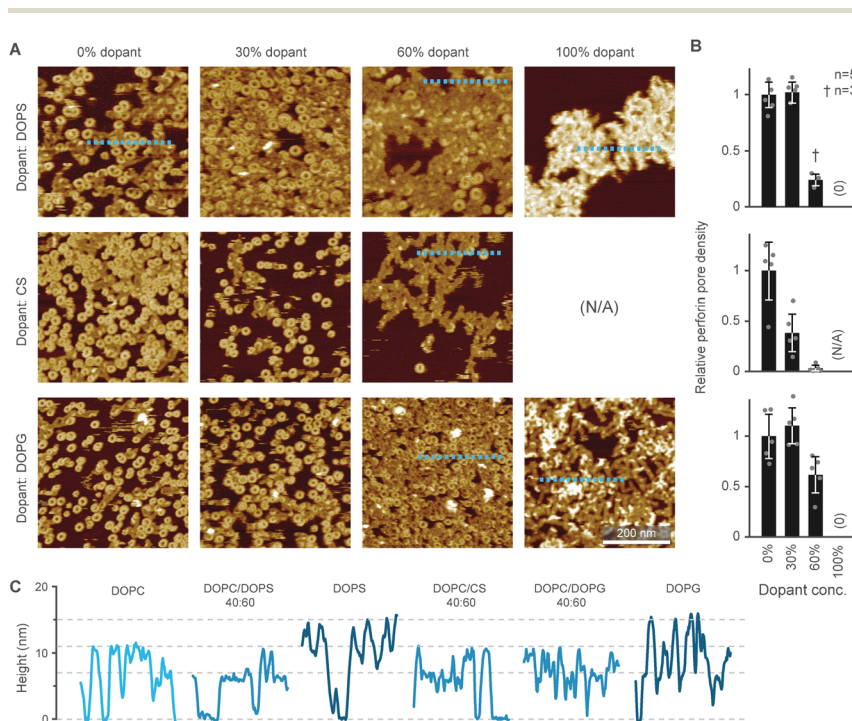 A
0% dopant
30% dopant
60% dopant
100% dopant
Dopant: DOPS
Dopant: CS
(N/A)
Dopant: DOPG
200 nm
B
n=5
† n=3
1
0.5
0
†
(0)
Relative perforin pore density
1
0.5
0
(N/A)
1
0.5
0
(0)
0%
30%
60%
100%
Dopant conc.
C
Height (nm)
20
10
0
DOPC
DOPC/DOPS
40:60
DOPS
DOPC/CS
40:60
DOPC/DOPG
40:60
DOPG